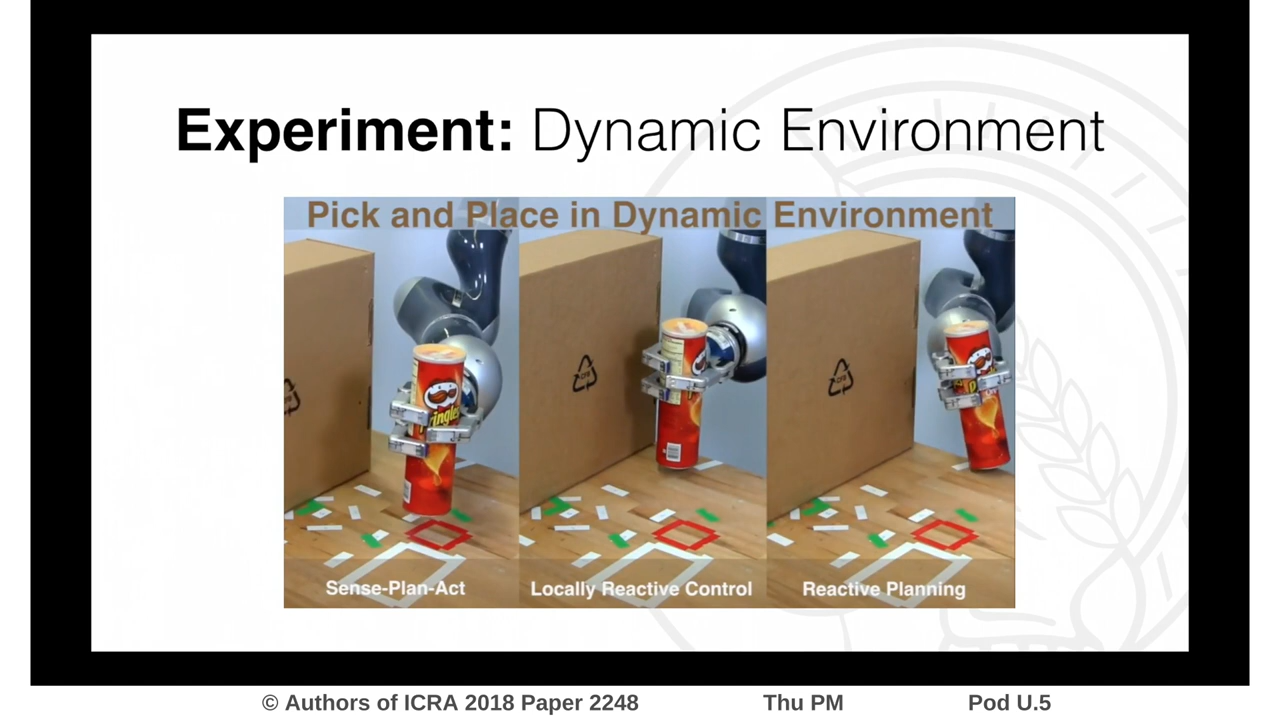 Experiment: Dynamic Environment
Pick and Place in Dynamic Environment
Pringles
Sense-Plan-Act
Locally Reactive Control
Reactive Planning
© Authors of ICRA 2018 Paper 2248 Thu PM Pod U.5